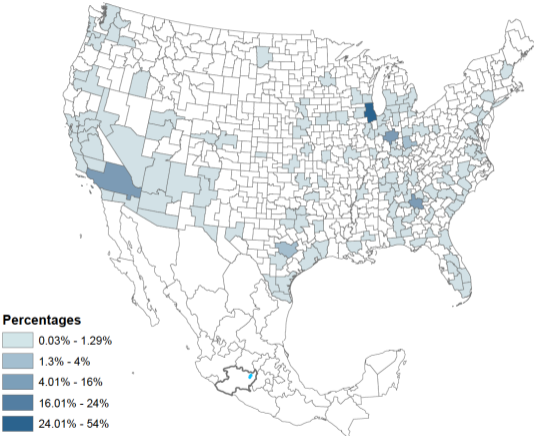 Percentages
0.03% - 1.29%
1.3% - 4%
4.01% - 16%
16.01% - 24%
24.01% - 54%